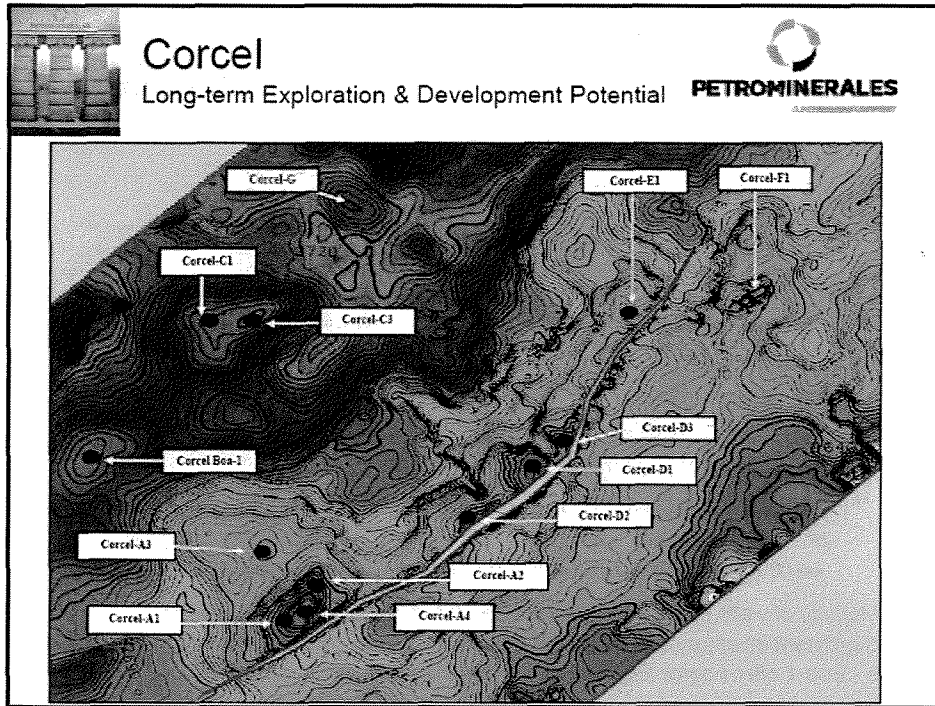 Corcel
Long-term Exploration & Development Potential
PETROMINERALES
Corcel-G
Corcel-E1
Corcel-F1
Corcel-C1
Corcel-C3
Corcel-D3
Corcel Boa-1
Corcel-D1
Corcel-D2
Corcel-A3
Corcel-A2
Corcel-A1
Corcel-A4